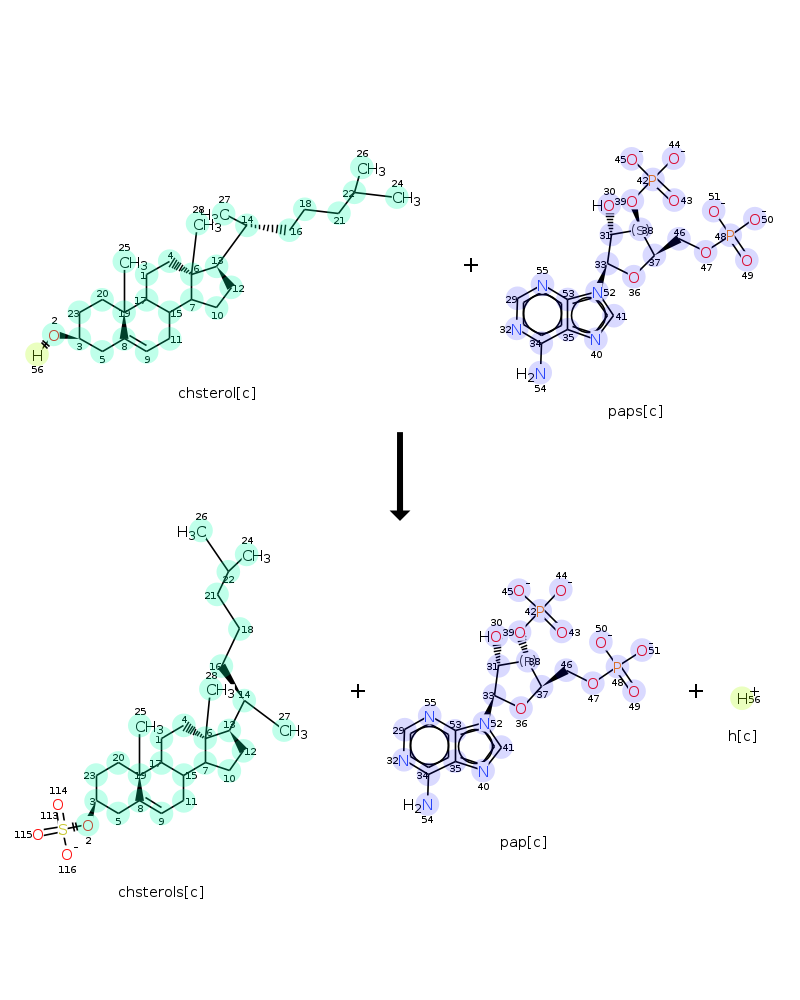 26
CH3
24
CH3
22
18
27
H3C
28
CH3
14
21
16
25
CH3
4
13
6
1
12
20
23
19
17
15
7
10
2
O
3
8
5
9
11
H
56
chsterol[c]
+
44
O-
45
O
-
42
P
30
HO
39
O
43
O
51
O-
50
O-
31
(S)
38
46
48
P
47
O
49
O
33
37
36
O
55
N
29
53
52
N
41
32
N
34
35
40
N
H2N
54
paps[c]
26
H3C
24
CH3
22
21
18
16
28
CH3
14
27
CH3
25
CH3
4
13
6
1
12
20
23
19
17
15
7
10
3
8
5
9
11
114
O
113
115
O
S
2
O
116
O-
chsterols[c]
+
44
O-
45
O
-
42
P
30
HO
39
O
43
O
50
O-
51
O-
31
(R)
38
46
48
P
47
O
49
O
33
37
36
O
55
N
29
53
52
N
41
32
N
34
35
40
N
H2N
54
pap[c]
+
H+
56
h[c]